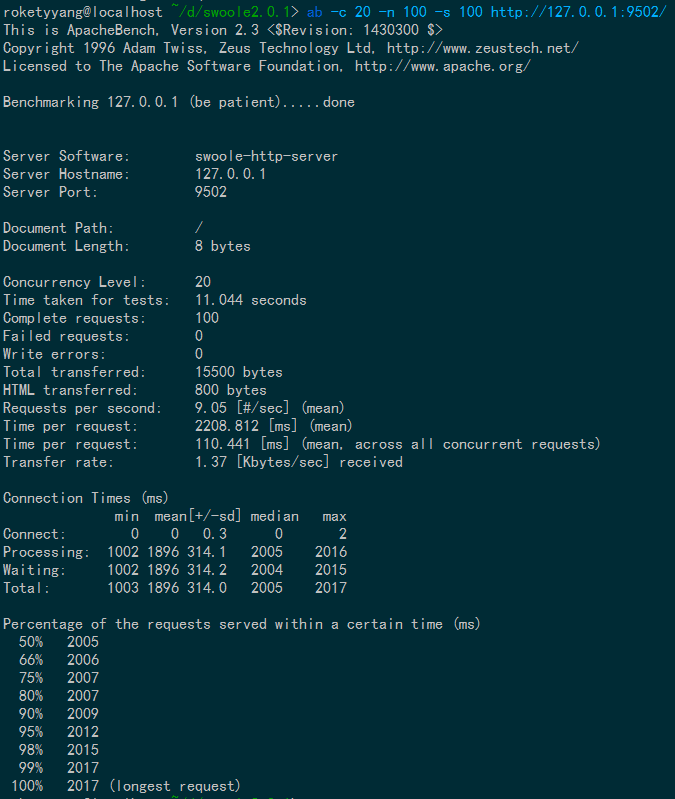 roketyyang@localhost ~/d/swoole2.0.1> ab -c 20 -n 100 -s 100 http://127.0.0.1:9502/
This is ApacheBench, Version 2.3 <$Revision: 1430300 $>
Copyright 1996 Adam Twiss, Zeus Technology Ltd, http://www.zeustech.net/
Licensed to The Apache Software Foundation, http://www.apache.org/
Benchmarking 127.0.0.1 (be patient).....done
Server Software:        swoole-http-server
Server Hostname:        127.0.0.1
Server Port:            9502
Document Path:          /
Document Length:        8 bytes
Concurrency Level:      20
Time taken for tests:   11.044 seconds
Complete requests:      100
Failed requests:        0
Write errors:           0
Total transferred:      15500 bytes
HTML transferred:       800 bytes
Requests per second:    9.05 [#/sec] (mean)
Time per request:       2208.812 [ms] (mean)
Time per request:       110.441 [ms] (mean, across all concurrent requests)
Transfer rate:          1.37 [Kbytes/sec] received
Connection Times (ms)
              min  mean[+/-sd] median   max
Connect:        0    0   0.3      0       2
Processing:  1002 1896 314.1   2005    2016
Waiting:     1002 1896 314.2   2004    2015
Total:       1003 1896 314.0   2005    2017
Percentage of the requests served within a certain time (ms)
  50%   2005
  66%   2006
  75%   2007
  80%   2007
  90%   2009
  95%   2012
  98%   2015
  99%   2017
 100%   2017 (longest request)